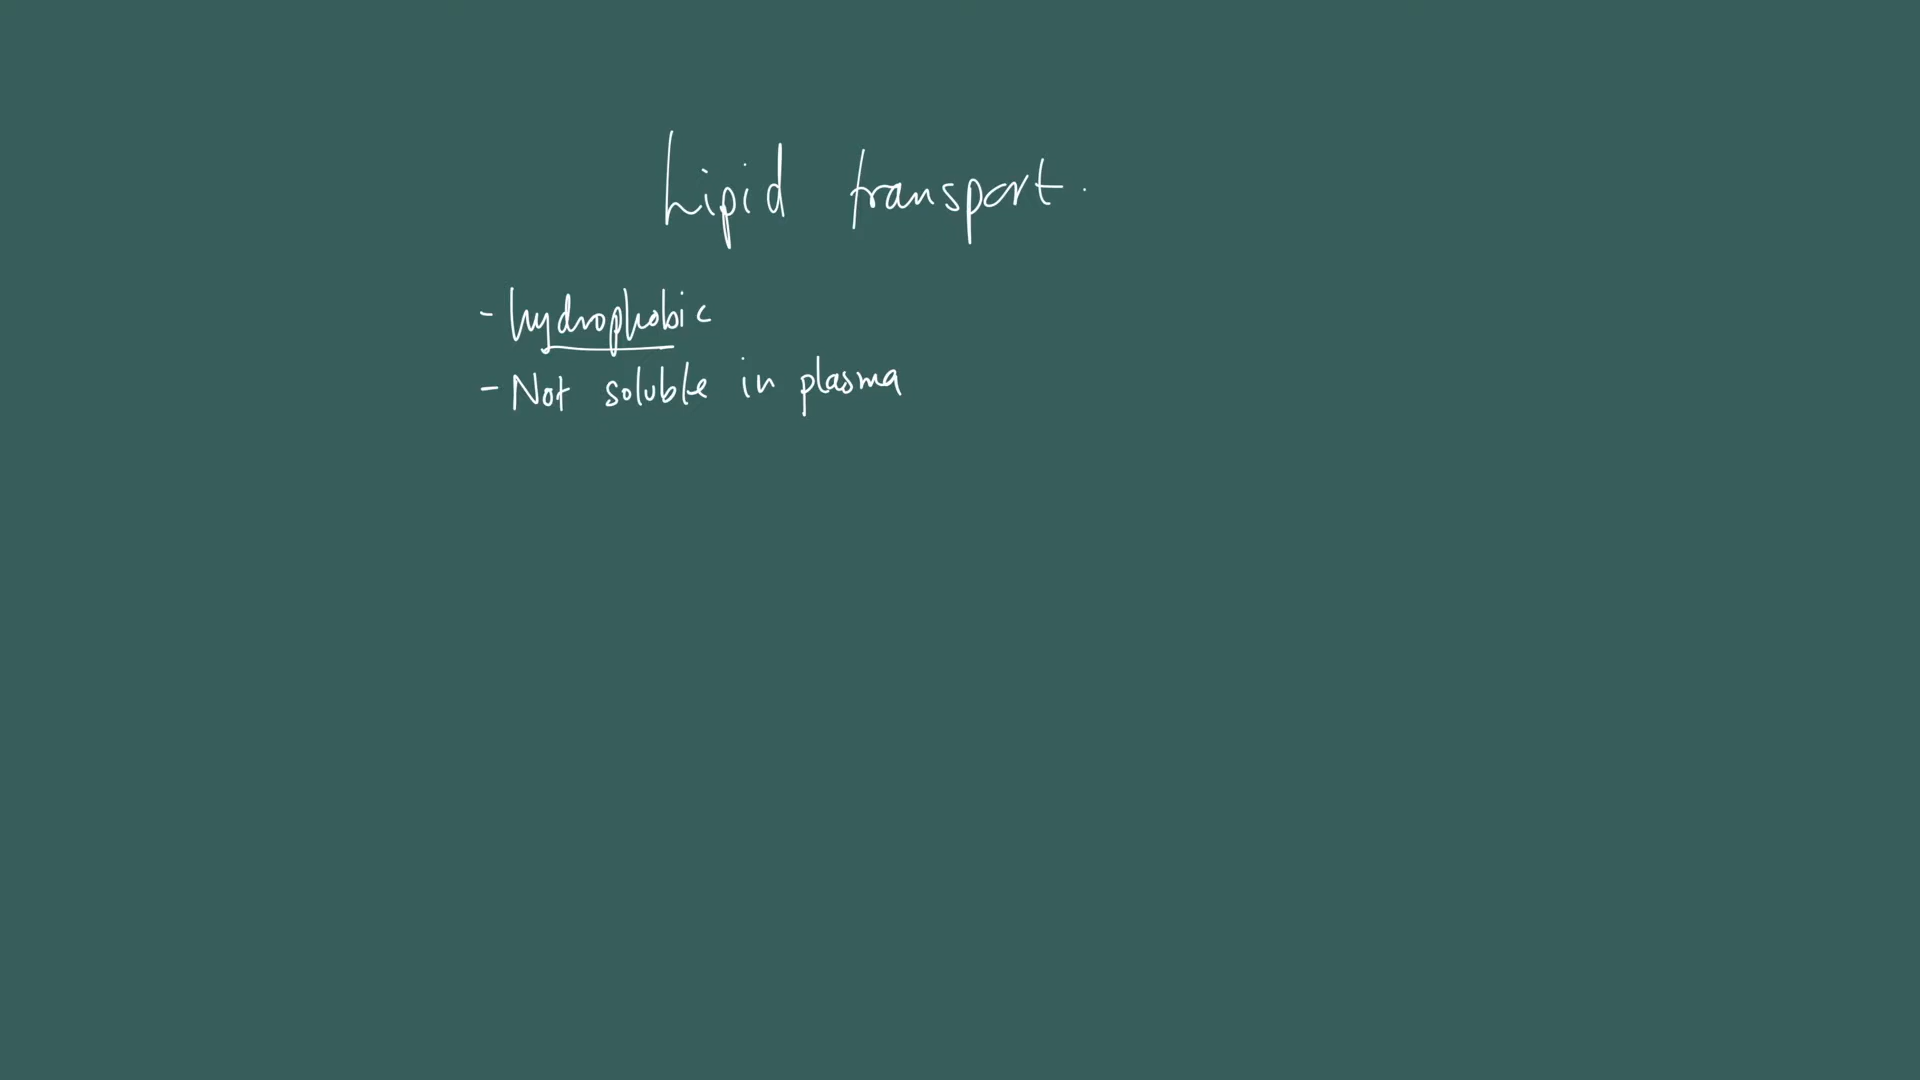 Lipid transport.
- hydrophobic
- Not soluble in plasma